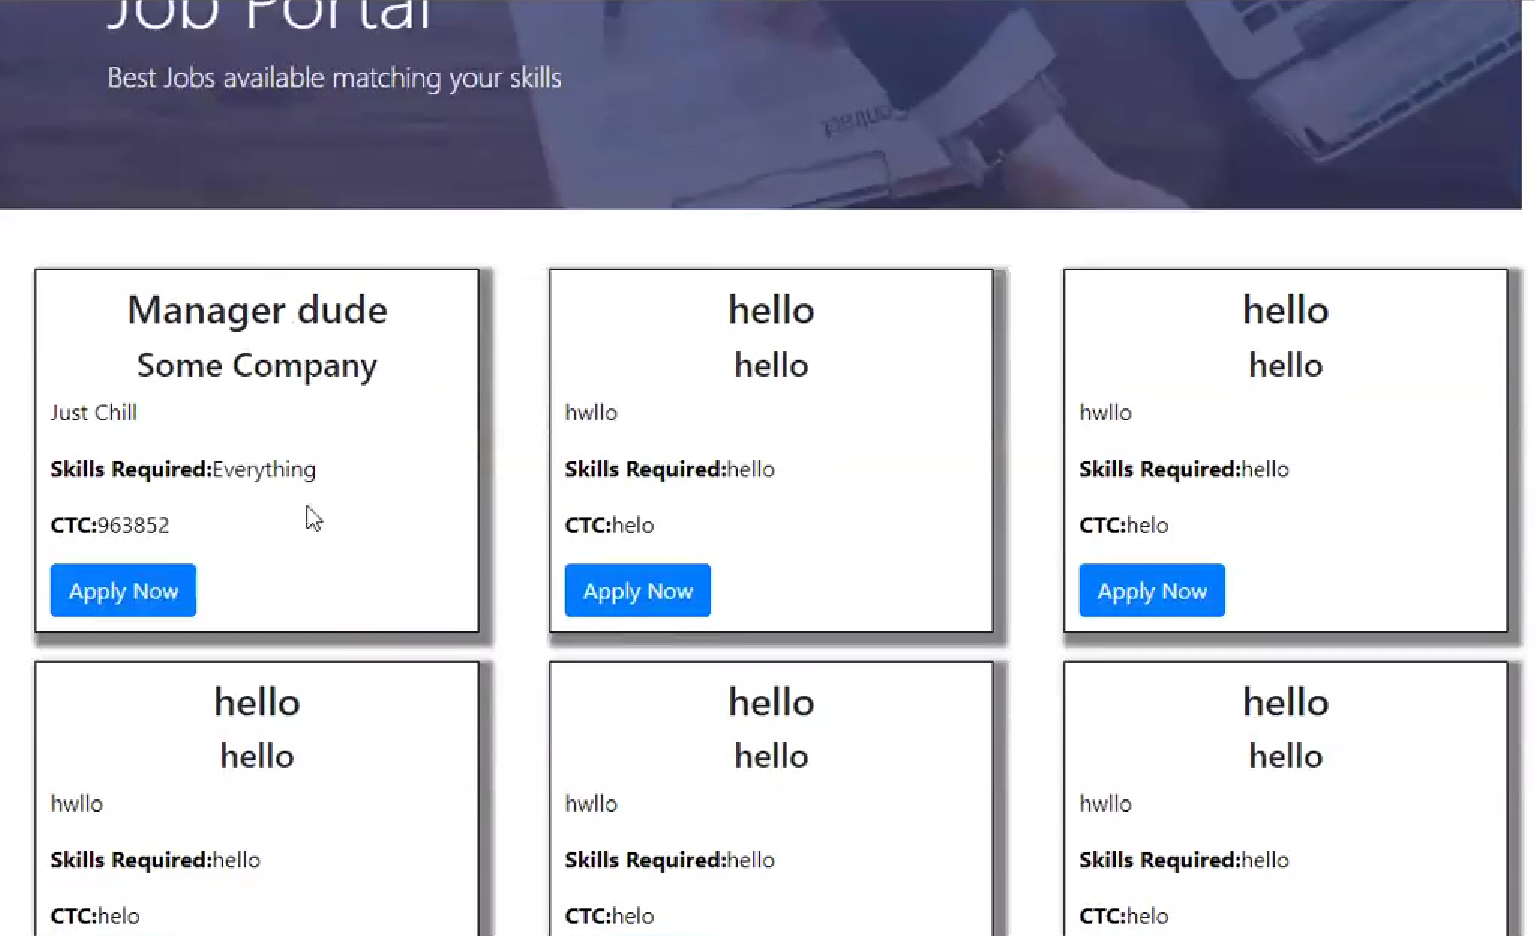 Job Portal
Best Jobs available matching your skills
Contract
Manager dude
Some Company
Just Chill
Skills Required:Everything
CTC:963852
Apply Now
hello
hello
hwllo
Skills Required:hello
CTC:helo
Apply Now
hello
hello
hwllo
Skills Required:hello
CTC:helo
Apply Now
hello
hello
hwllo
Skills Required:hello
CTC:helo
hello
hello
hwllo
Skills Required:hello
CTC:helo
hello
hello
hwllo
Skills Required:hello
CTC:helo